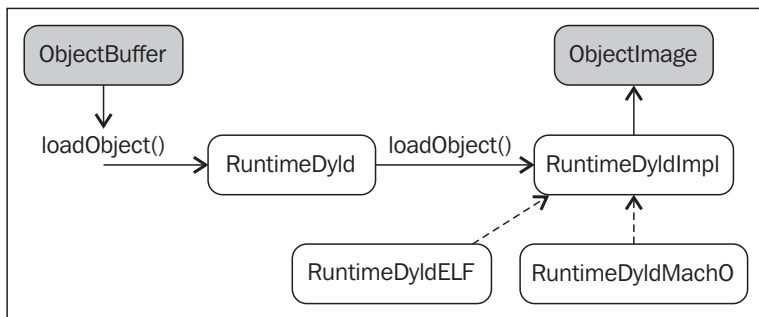 ObjectBuffer
ObjectImage
loadObject()
RuntimeDyld
loadObject()
RuntimeDyldImpl
RuntimeDyldELF
RuntimeDyldMachO